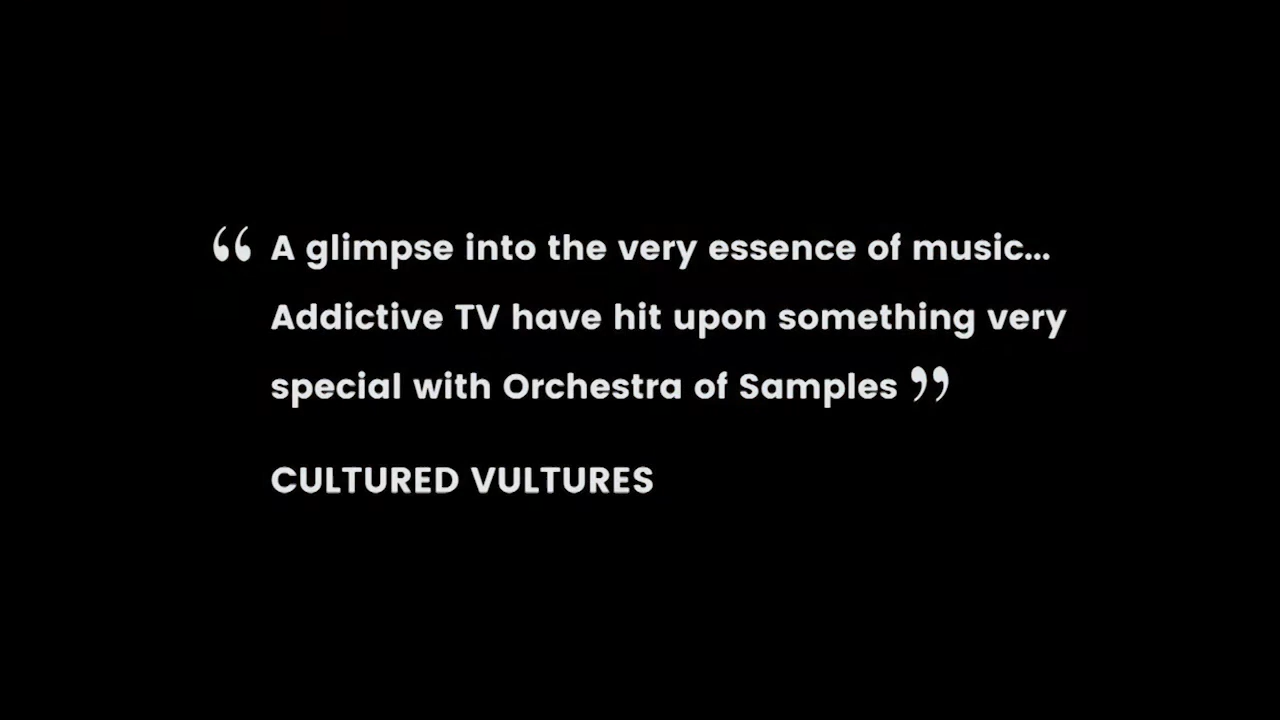 “ A glimpse into the very essence of music...
Addictive TV have hit upon something very
special with Orchestra of Samples ”
CULTURED VULTURES